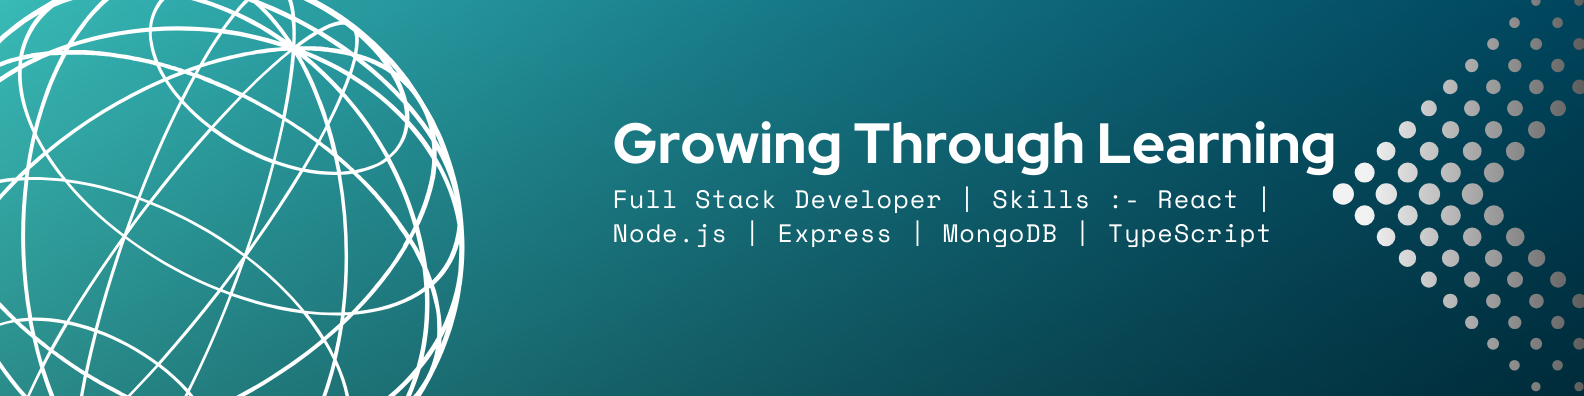 Growing Through Learning
Full Stack Developer | Skills :- React |
Node.js | Express | MongoDB | TypeScript